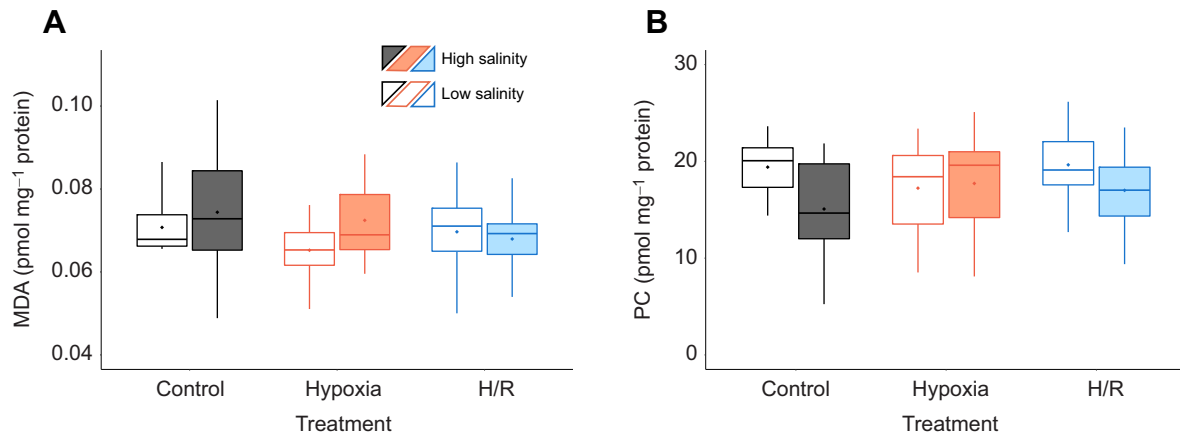 A
High salinity
Low salinity
MDA (pmol mg⁻¹ protein)
0.10
0.08
0.06
0.04
Control
Hypoxia
H/R
Treatment
B
PC (pmol mg⁻¹ protein)
30
20
10
0
Control
Hypoxia
H/R
Treatment